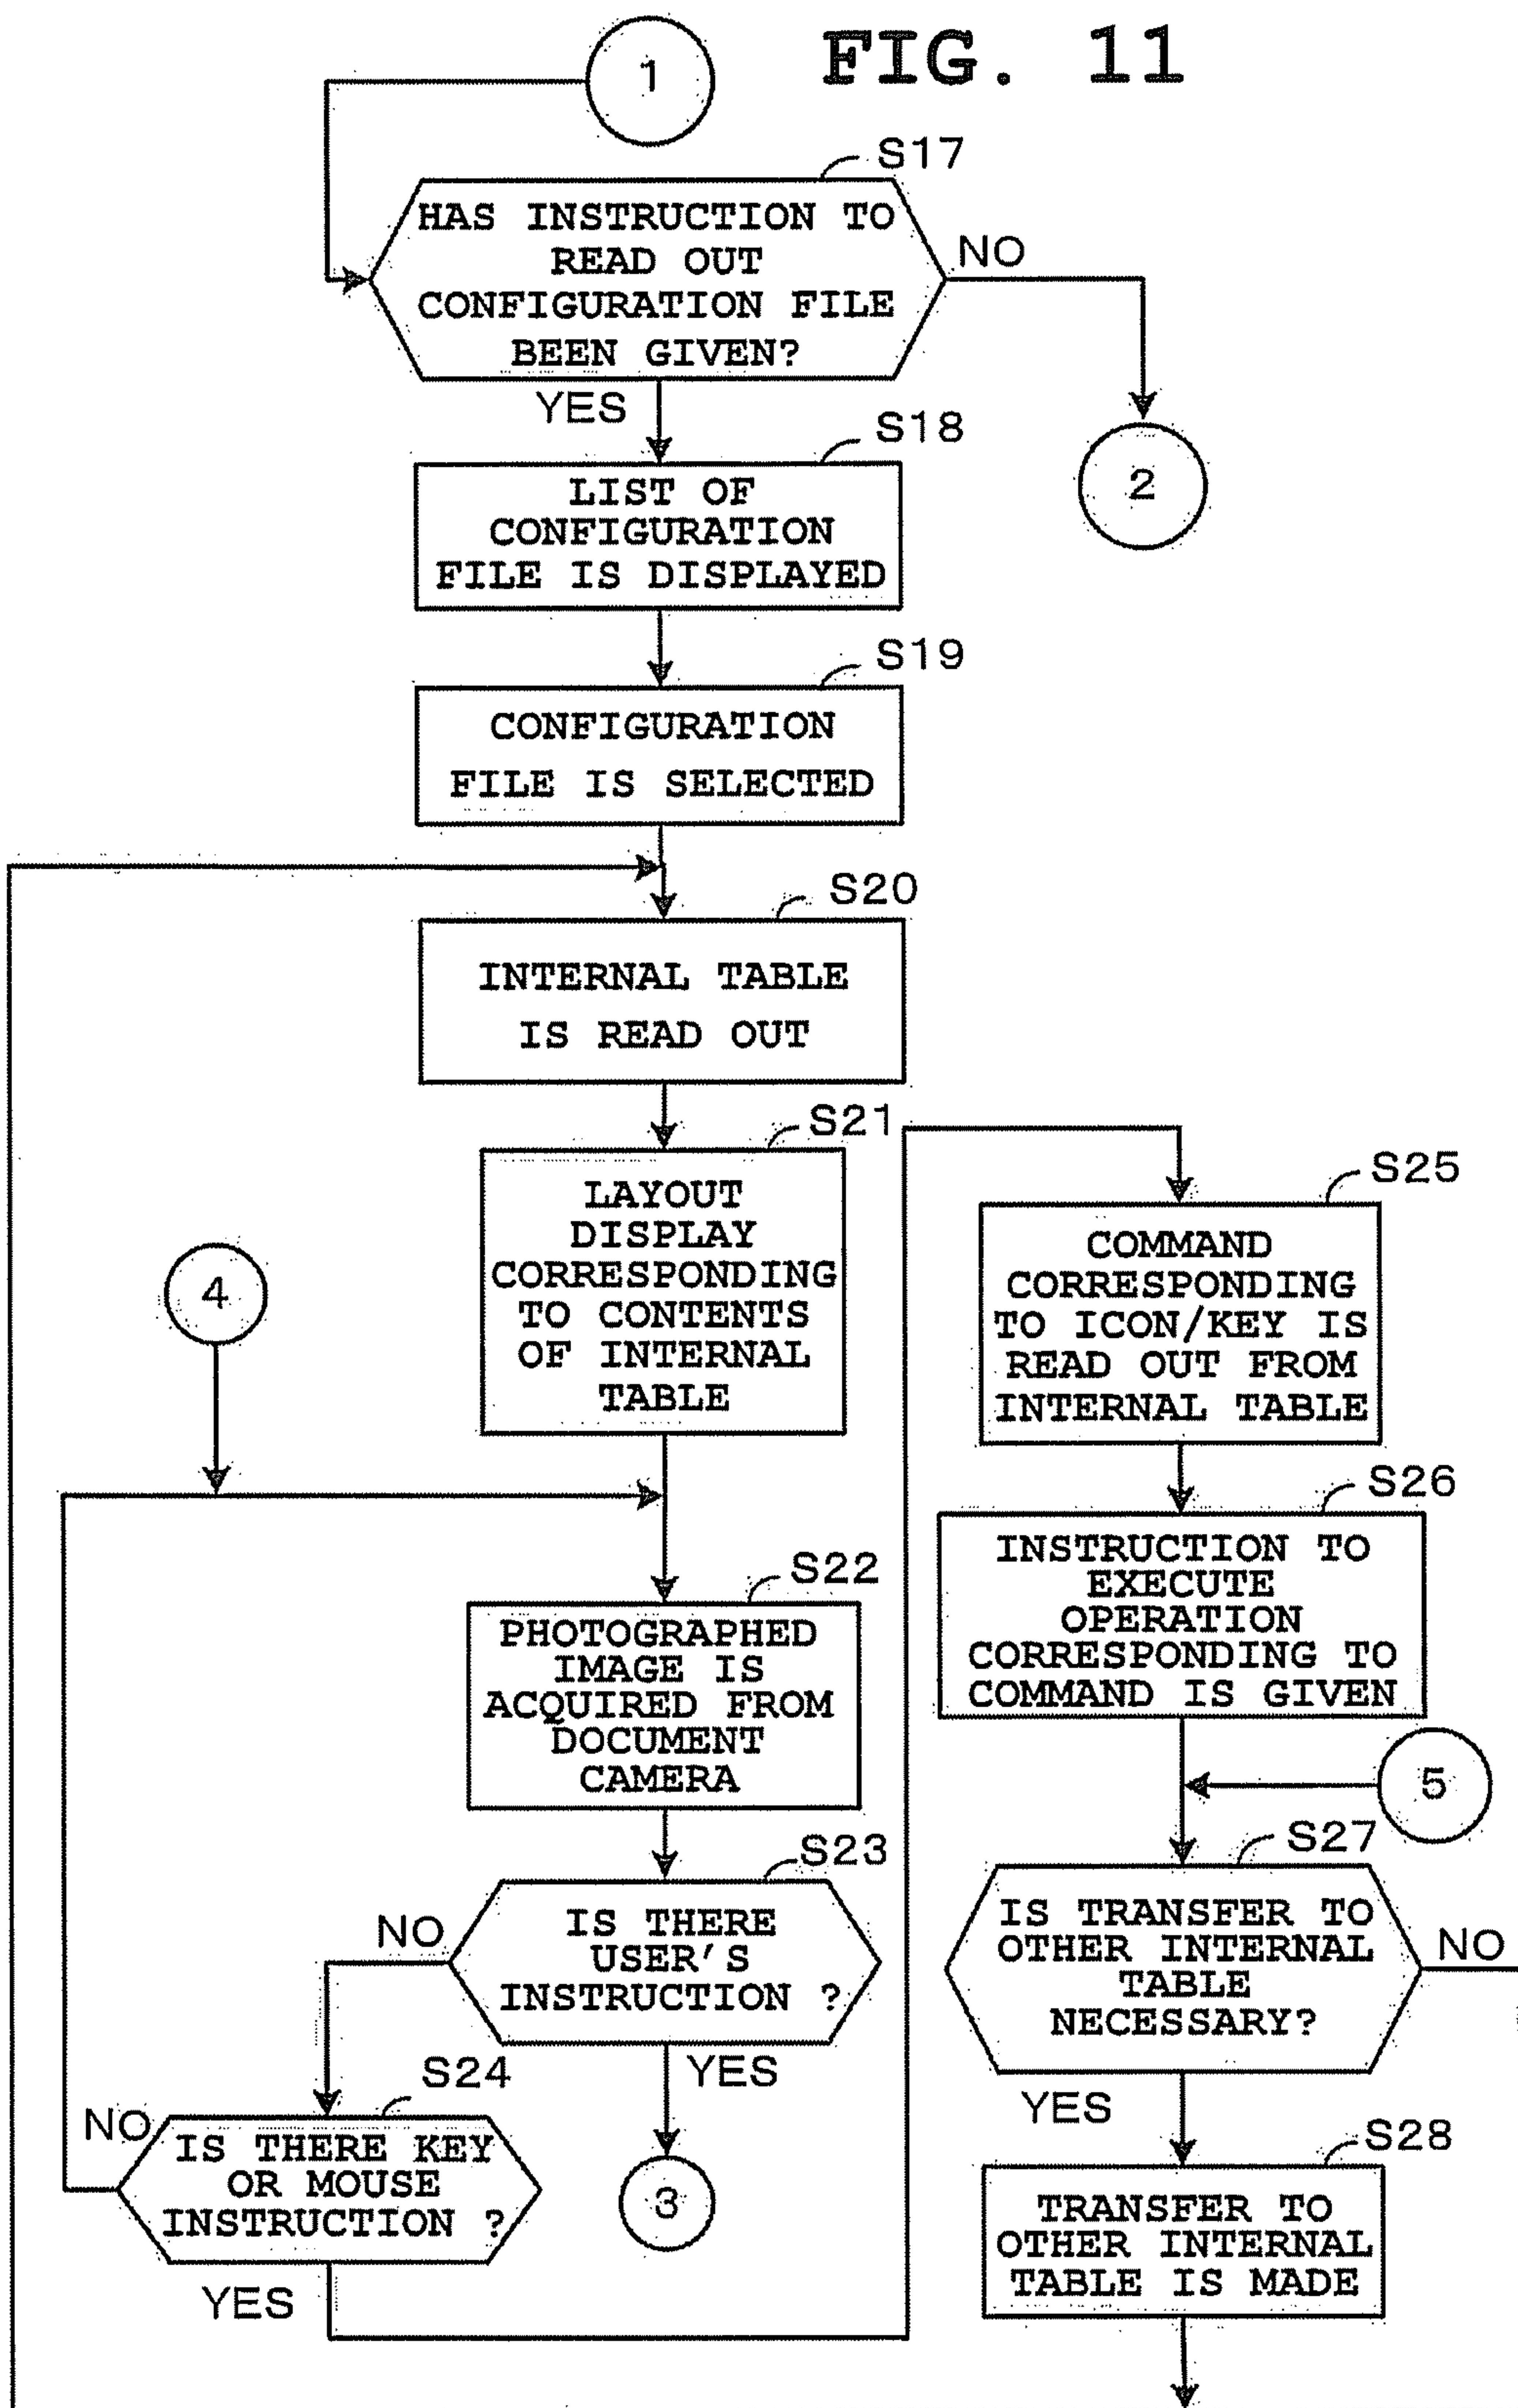 FIG. 11
1
S17
HAS INSTRUCTION TO
READ OUT
CONFIGURATION FILE
BEEN GIVEN?
NO
YES
2
S18
LIST OF
CONFIGURATION
FILE IS DISPLAYED
S19
CONFIGURATION
FILE IS SELECTED
S20
INTERNAL TABLE
IS READ OUT
S21
LAYOUT
DISPLAY
CORRESPONDING
TO CONTENTS
OF INTERNAL
TABLE
4
S22
PHOTOGRAPHED
IMAGE IS
ACQUIRED FROM
DOCUMENT
CAMERA
S23
IS THERE
USER'S
INSTRUCTION ?
NO
YES
3
S24
IS THERE KEY
OR MOUSE
INSTRUCTION ?
NO
YES
S25
COMMAND
CORRESPONDING
TO ICON/KEY IS
READ OUT FROM
INTERNAL TABLE
S26
INSTRUCTION TO
EXECUTE
OPERATION
CORRESPONDING TO
COMMAND IS GIVEN
5
S27
IS TRANSFER TO
OTHER INTERNAL
TABLE
NECESSARY?
NO
YES
S28
TRANSFER TO
OTHER INTERNAL
TABLE IS MADE